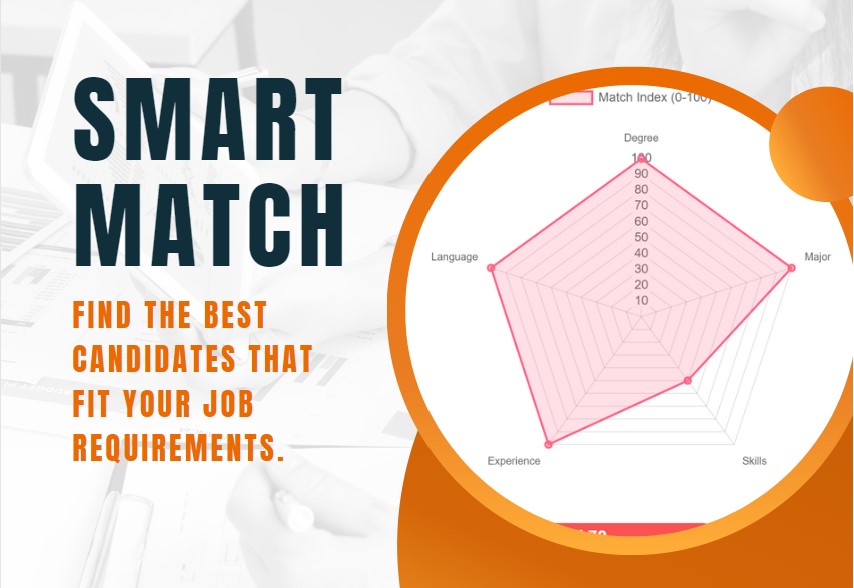 SMART
MATCH
FIND THE BEST
CANDIDATES THAT
FIT YOUR JOB
REQUIREMENTS.
Match Index (0-100)
Degree
100
90
80
70
60
50
40
30
20
10
Language
Major
Experience
Skills